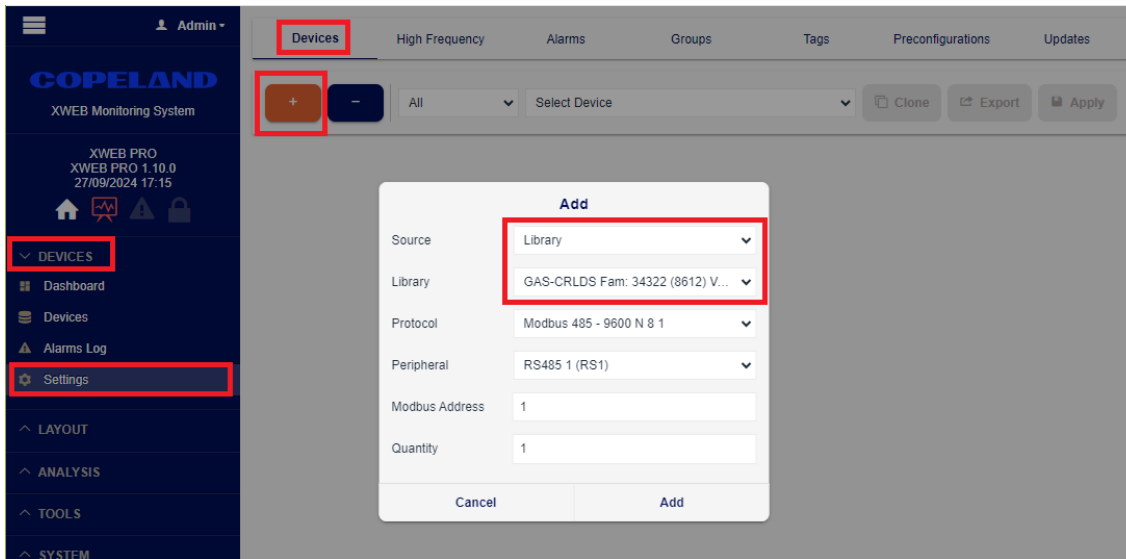 Admin
COPELAND
XWEB Monitoring System
XWEB PRO
XWEB PRO 1.10.0
27/09/2024 17:15
DEVICES
Dashboard
Devices
Alarms Log
Settings
LAYOUT
ANALYSIS
TOOLS
SYSTEM
Devices High Frequency Alarms Groups Tags Preconfigurations Updates
+ − All Select Device Clone Export Apply
Add
Source Library
Library GAS-CRLDS Fam: 34322 (8612) V...
Protocol Modbus 485 - 9600 N 8 1
Peripheral RS485 1 (RS1)
Modbus Address 1
Quantity 1
Cancel Add